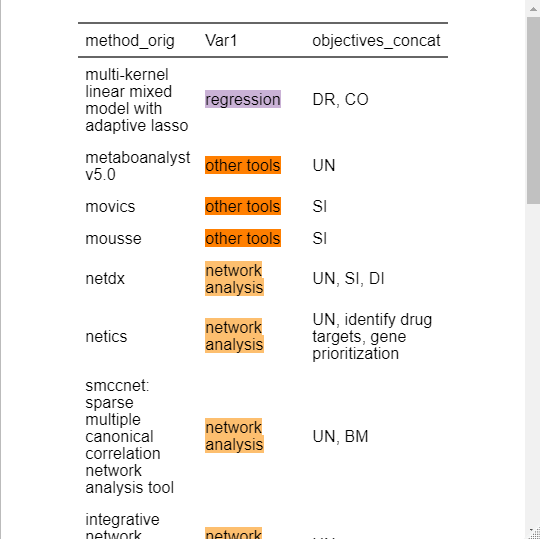 method_orig Var1 objectives_concat
multi-kernel
linear mixed
model with
adaptive lasso
regression
DR, CO
metaboanalyst
v5.0
other tools
UN
movics other tools SI
mousse other tools SI
netdx
network
analysis
UN, SI, DI
netics
network
analysis
UN, identify drug
targets, gene
prioritization
smccnet:
sparse
multiple
canonical
correlation
network
analysis tool
network
analysis
UN, BM
integrative
network
network